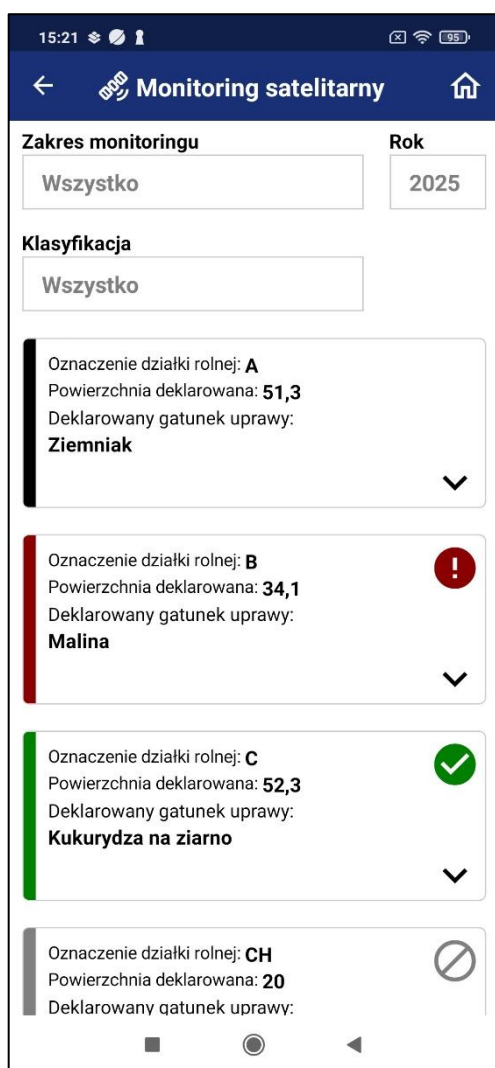 15:21 95
Monitoring satelitarny
Zakres monitoringu Rok
Wszystko 2025
Klasyfikacja
Wszystko
Oznaczenie działki rolnej: A
Powierzchnia deklarowana: 51,3
Deklarowany gatunek uprawy:
Ziemniak
Oznaczenie działki rolnej: B
Powierzchnia deklarowana: 34,1
Deklarowany gatunek uprawy:
Malina
Oznaczenie działki rolnej: C
Powierzchnia deklarowana: 52,3
Deklarowany gatunek uprawy:
Kukurydza na ziarno
Oznaczenie działki rolnej: CH
Powierzchnia deklarowana: 20
Deklarowany gatunek uprawy: